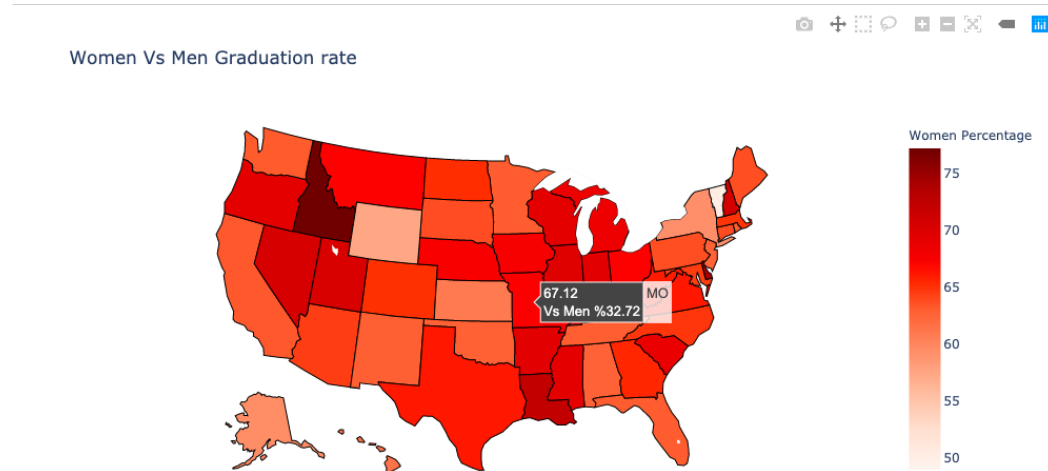 Women Vs Men Graduation rate
Women Percentage
75
70
67.12 MO
Vs Men %32.72
65
60
55
50